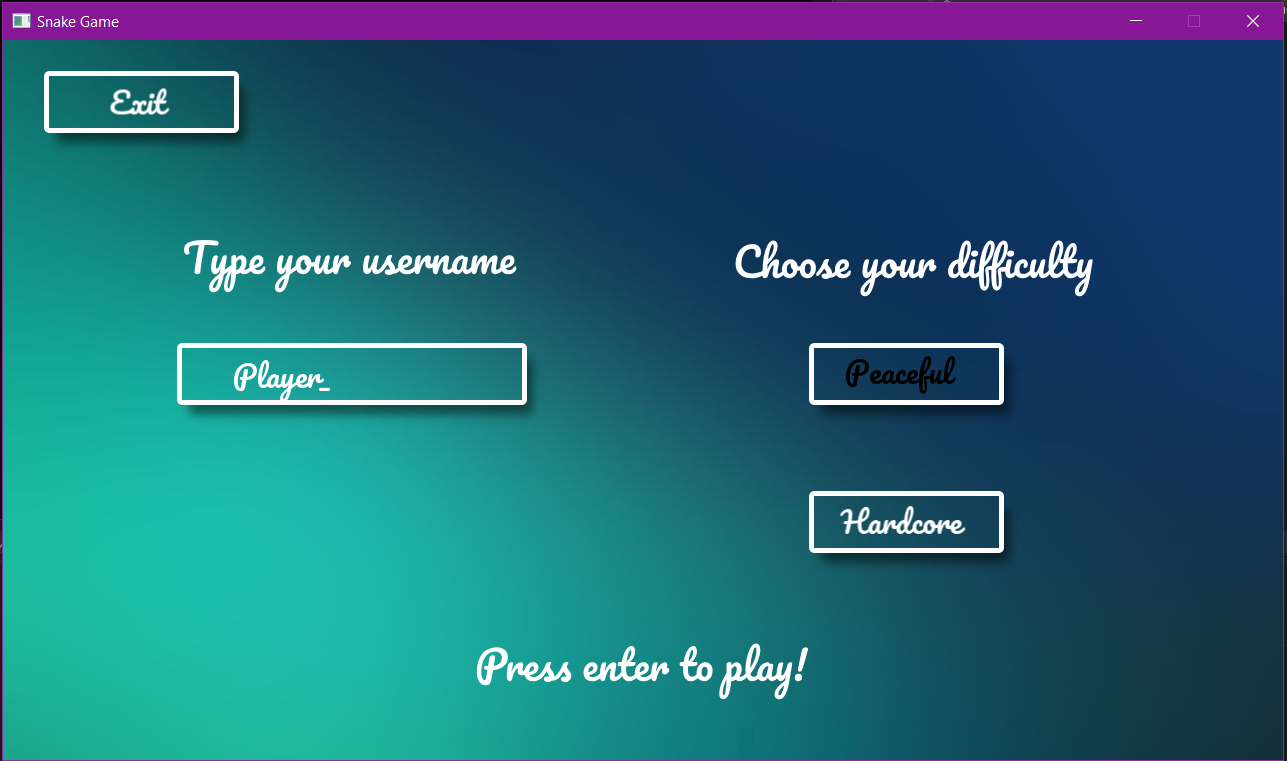 Snake Game
Exit
Type your username
Choose your difficulty
Player_
Peaceful
Hardcore
Press enter to play!